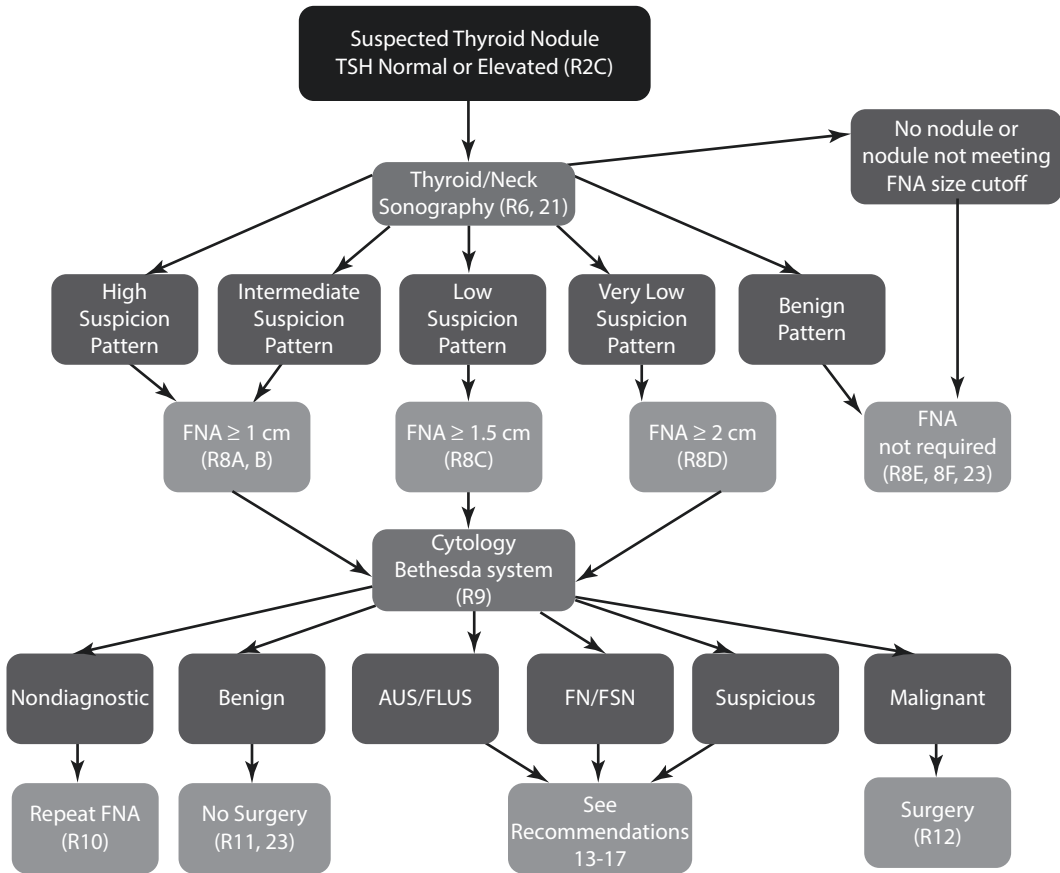 Suspected Thyroid Nodule
TSH Normal or Elevated (R2C)
No nodule or
nodule not meeting
FNA size cutoff
Thyroid/Neck
Sonography (R6, 21)
High
Suspicion
Pattern
Intermediate
Suspicion
Pattern
Low
Suspicion
Pattern
Very Low
Suspicion
Pattern
Benign
Pattern
FNA ≥ 1 cm
(R8A, B)
FNA ≥ 1.5 cm
(R8C)
FNA ≥ 2 cm
(R8D)
FNA
not required
(R8E, 8F, 23)
Cytology
Bethesda system
(R9)
Nondiagnostic
Benign
AUS/FLUS
FN/FSN
Suspicious
Malignant
Repeat FNA
(R10)
No Surgery
(R11, 23)
See
Recommendations
13-17
Surgery
(R12)